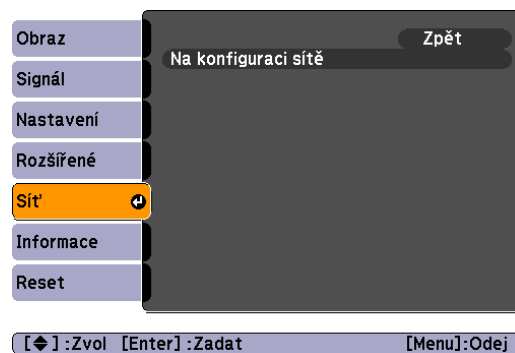 Obraz
Signál
Nastavení
Rozšířené
Síť
Informace
Reset
Zpět
Na konfiguraci sítě
[◆] :Zvol [Enter] :Zadat [Menu]:Odej